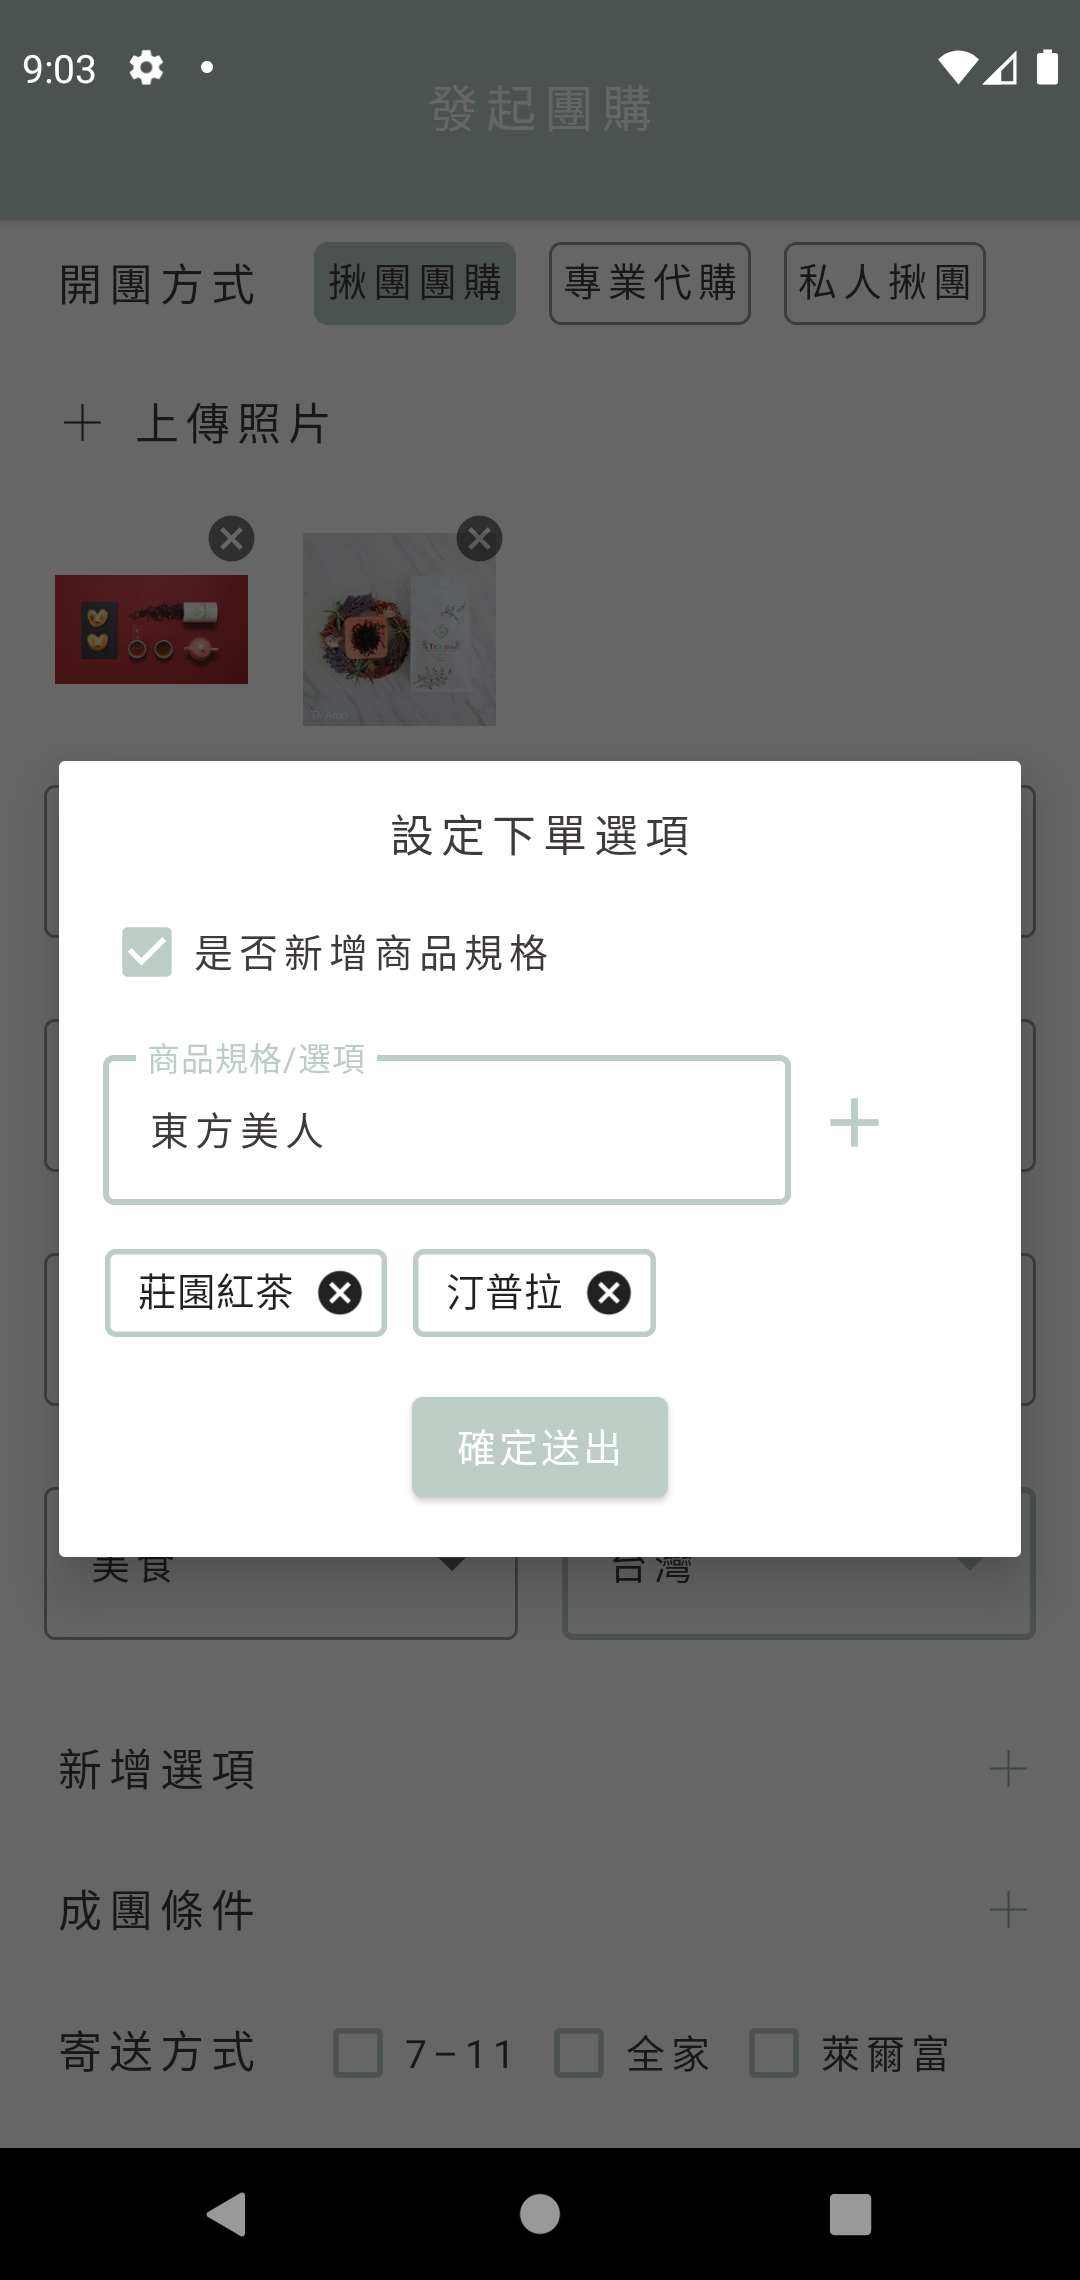 9:03
發起團購
開團方式 揪團團購 專業代購 私人揪團
上傳照片
Té Amo
設定下單選項
是否新增商品規格
商品規格/選項
東方美人
莊園紅茶 汀普拉
確定送出
美食 台灣
新增選項
成團條件
寄送方式 7-11 全家 萊爾富